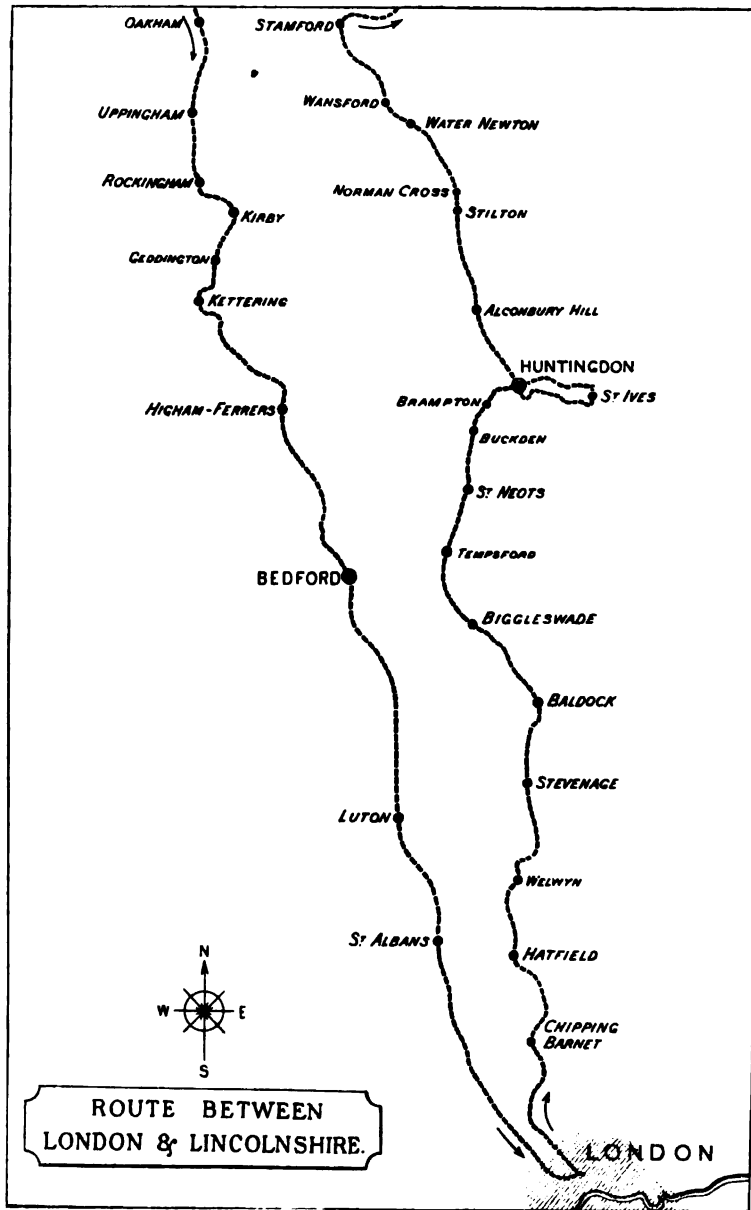 OAKHAM
STAMFORD
WANSFORD
UPPINGHAM
WATER NEWTON
ROCKINGHAM
NORMAN CROSS
KIRBY
STILTON
GEDDINGTON
KETTERING
ALCONBURY HILL
HUNTINGDON
ST IVES
BRAMPTON
HIGHAM-FERRERS
BUCKDEN
ST NEOTS
TEMPSFORD
BEDFORD
BIGGLESWADE
BALDOCK
STEVENAGE
LUTON
WELWYN
ST ALBANS
HATFIELD
N
W E
S
CHIPPING
BARNET
ROUTE BETWEEN
LONDON & LINCOLNSHIRE.
LONDON